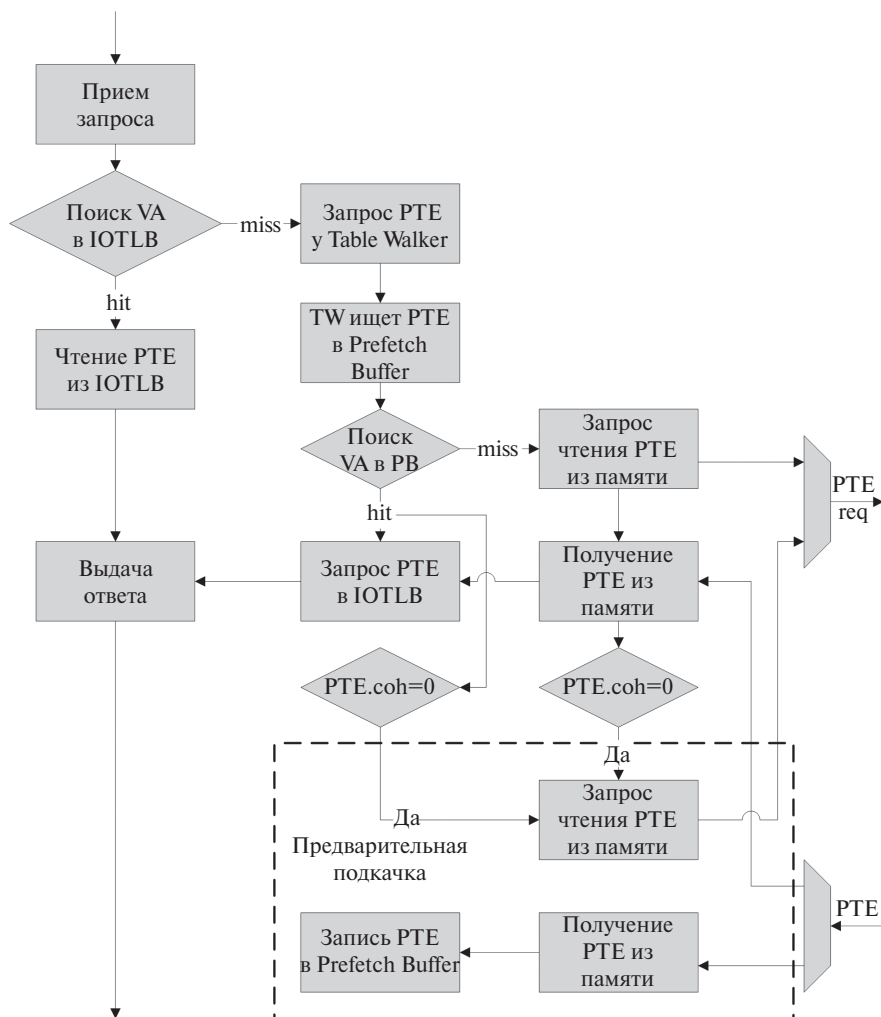 Прием
запроса
Поиск VA
в IOTLB
miss
Запрос PTE
у Table Walker
hit
TW ищет PTE
в Prefetch
Buffer
Чтение PTE
из IOTLB
Поиск
VA в PB
miss
Запрос
чтения PTE
из памяти
PTE
req
hit
Выдача
ответа
Запрос PTE
в IOTLB
Получение
PTE из
памяти
PTE.coh=0
PTE.coh=0
Да
Запрос
чтения PTE
из памяти
Да
Предварительная
подкачка
PTE
Запись PTE
в Prefetch Buffer
Получение
PTE из
памяти